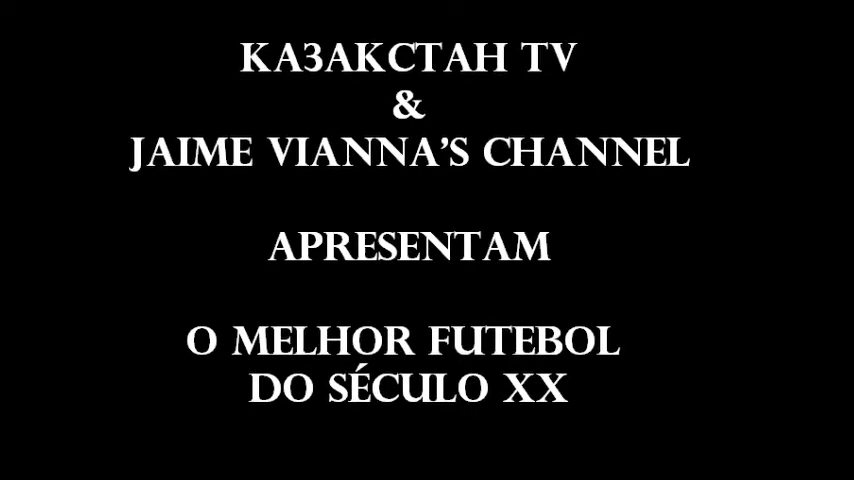 КАЗАКСТАН TV
&
JAIME VIANNA'S CHANNEL
APRESENTAM
O MELHOR FUTEBOL
DO SÉCULO XX